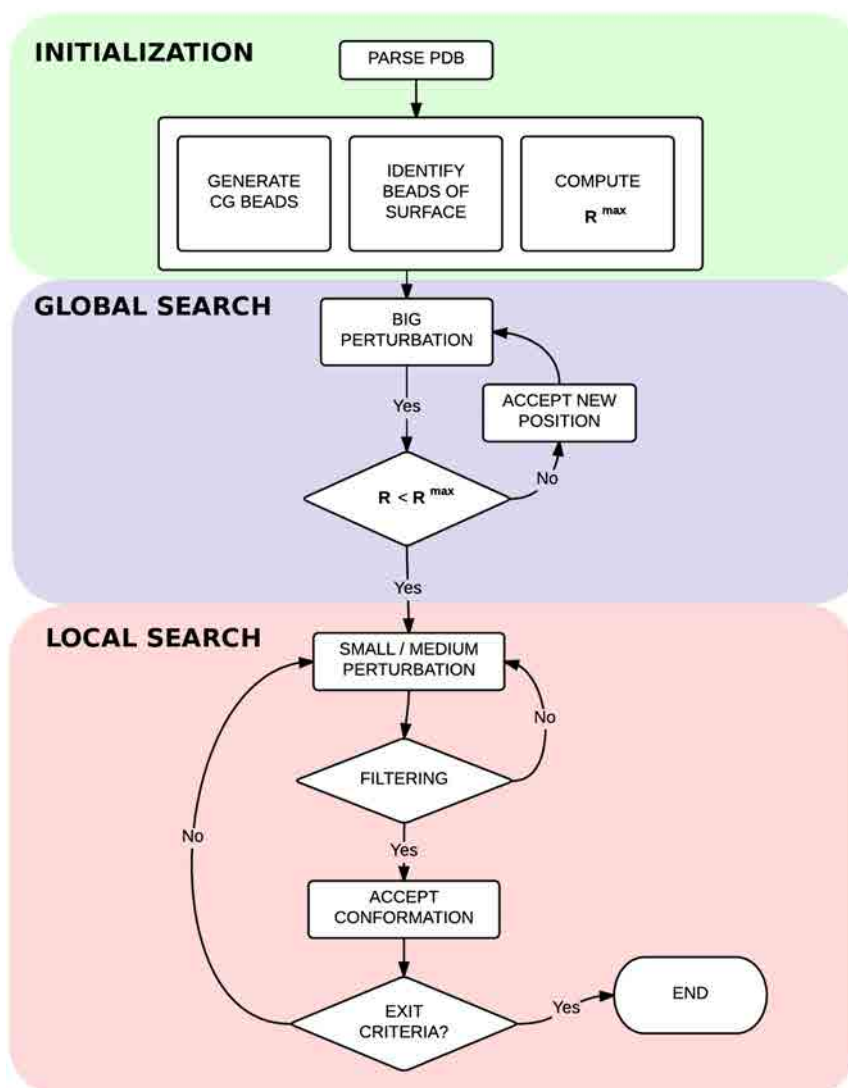 INITIALIZATION
PARSE PDB
GENERATE
CG BEADS
IDENTIFY
BEADS OF
SURFACE
COMPUTE
R max
GLOBAL SEARCH
BIG
PERTURBATION
Yes
ACCEPT NEW
POSITION
No
R < R max
Yes
LOCAL SEARCH
SMALL / MEDIUM
PERTURBATION
No
FILTERING
No
Yes
ACCEPT
CONFORMATION
EXIT
CRITERIA?
Yes
END